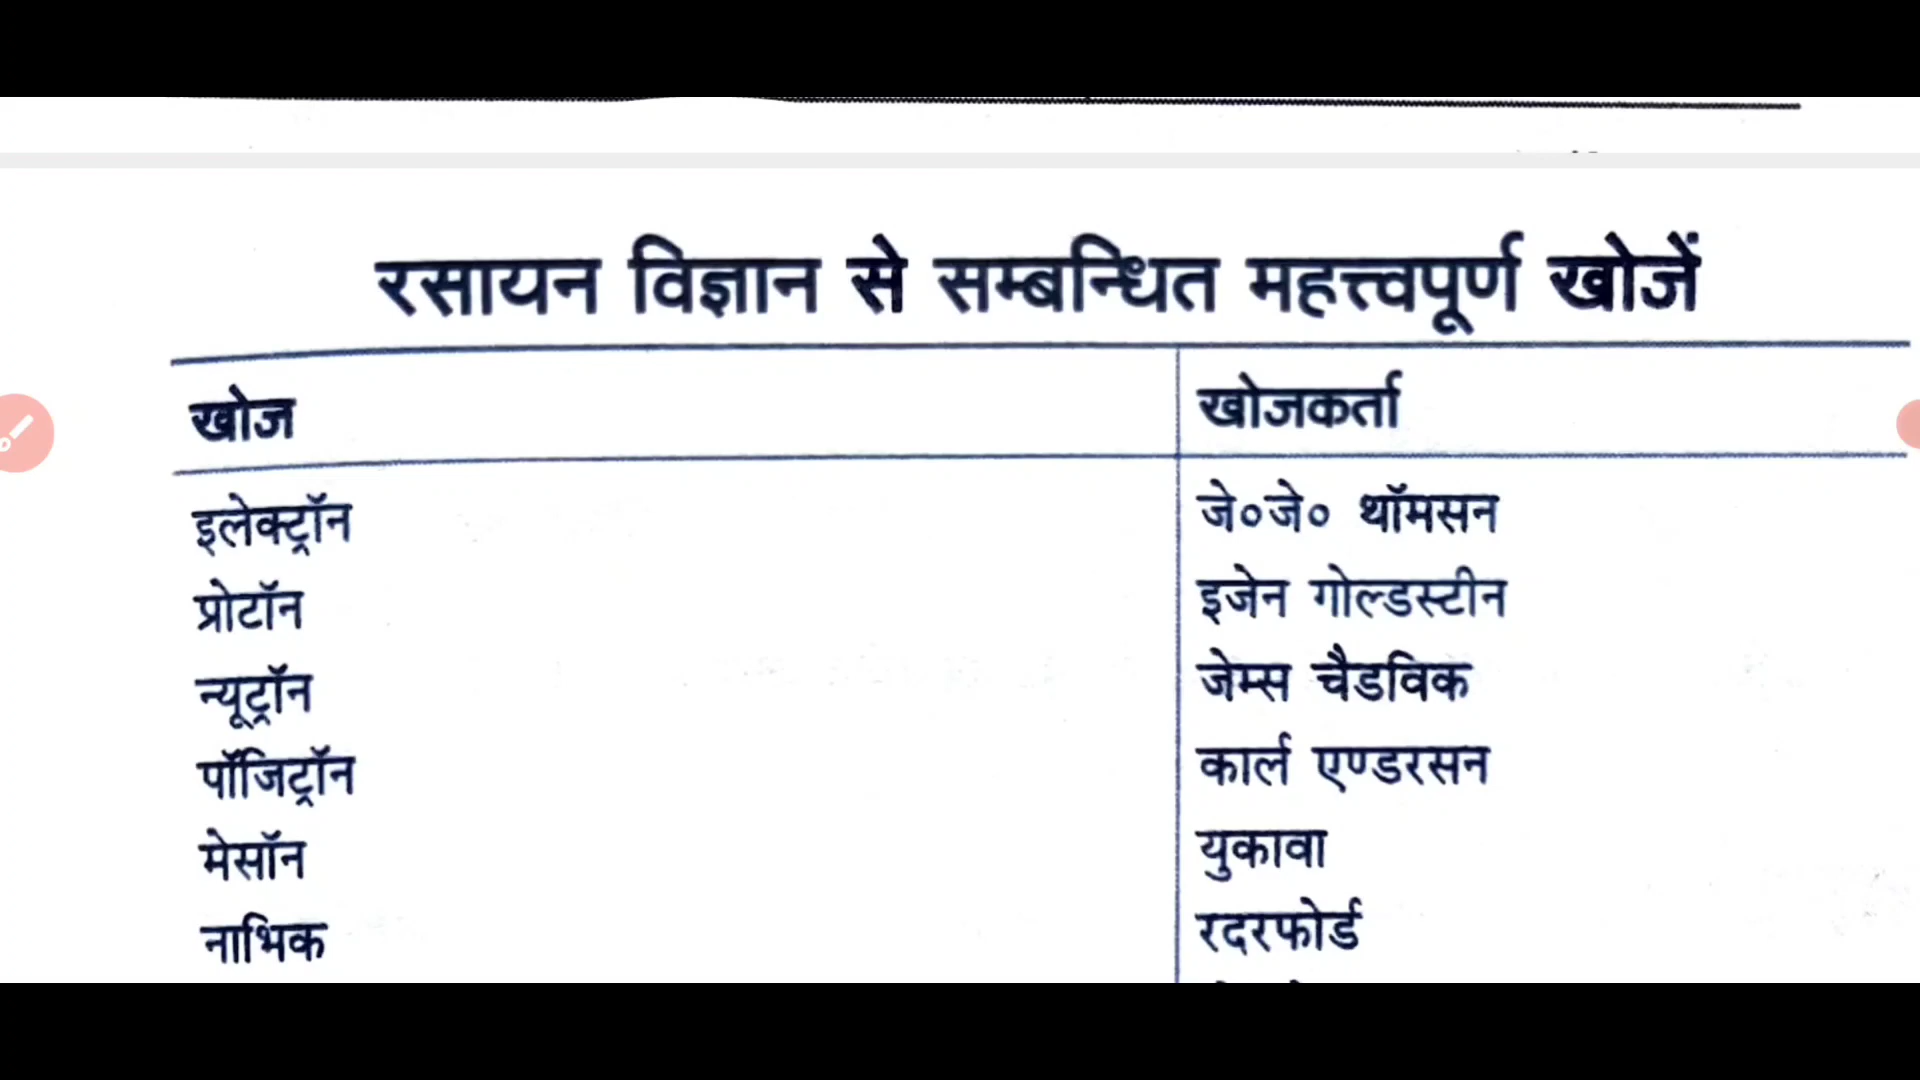 रसायन विज्ञान से सम्बन्धित महत्त्वपूर्ण खोजें
खोज खोजकर्ता
इलेक्ट्रॉन जे०जे० थॉमसन
प्रोटॉन इजेन गोल्डस्टीन
न्यूट्रॉन जेम्स चैडविक
पॉजिट्रॉन कार्ल एण्डरसन
मेसॉन युकावा
नाभिक रदरफोर्ड